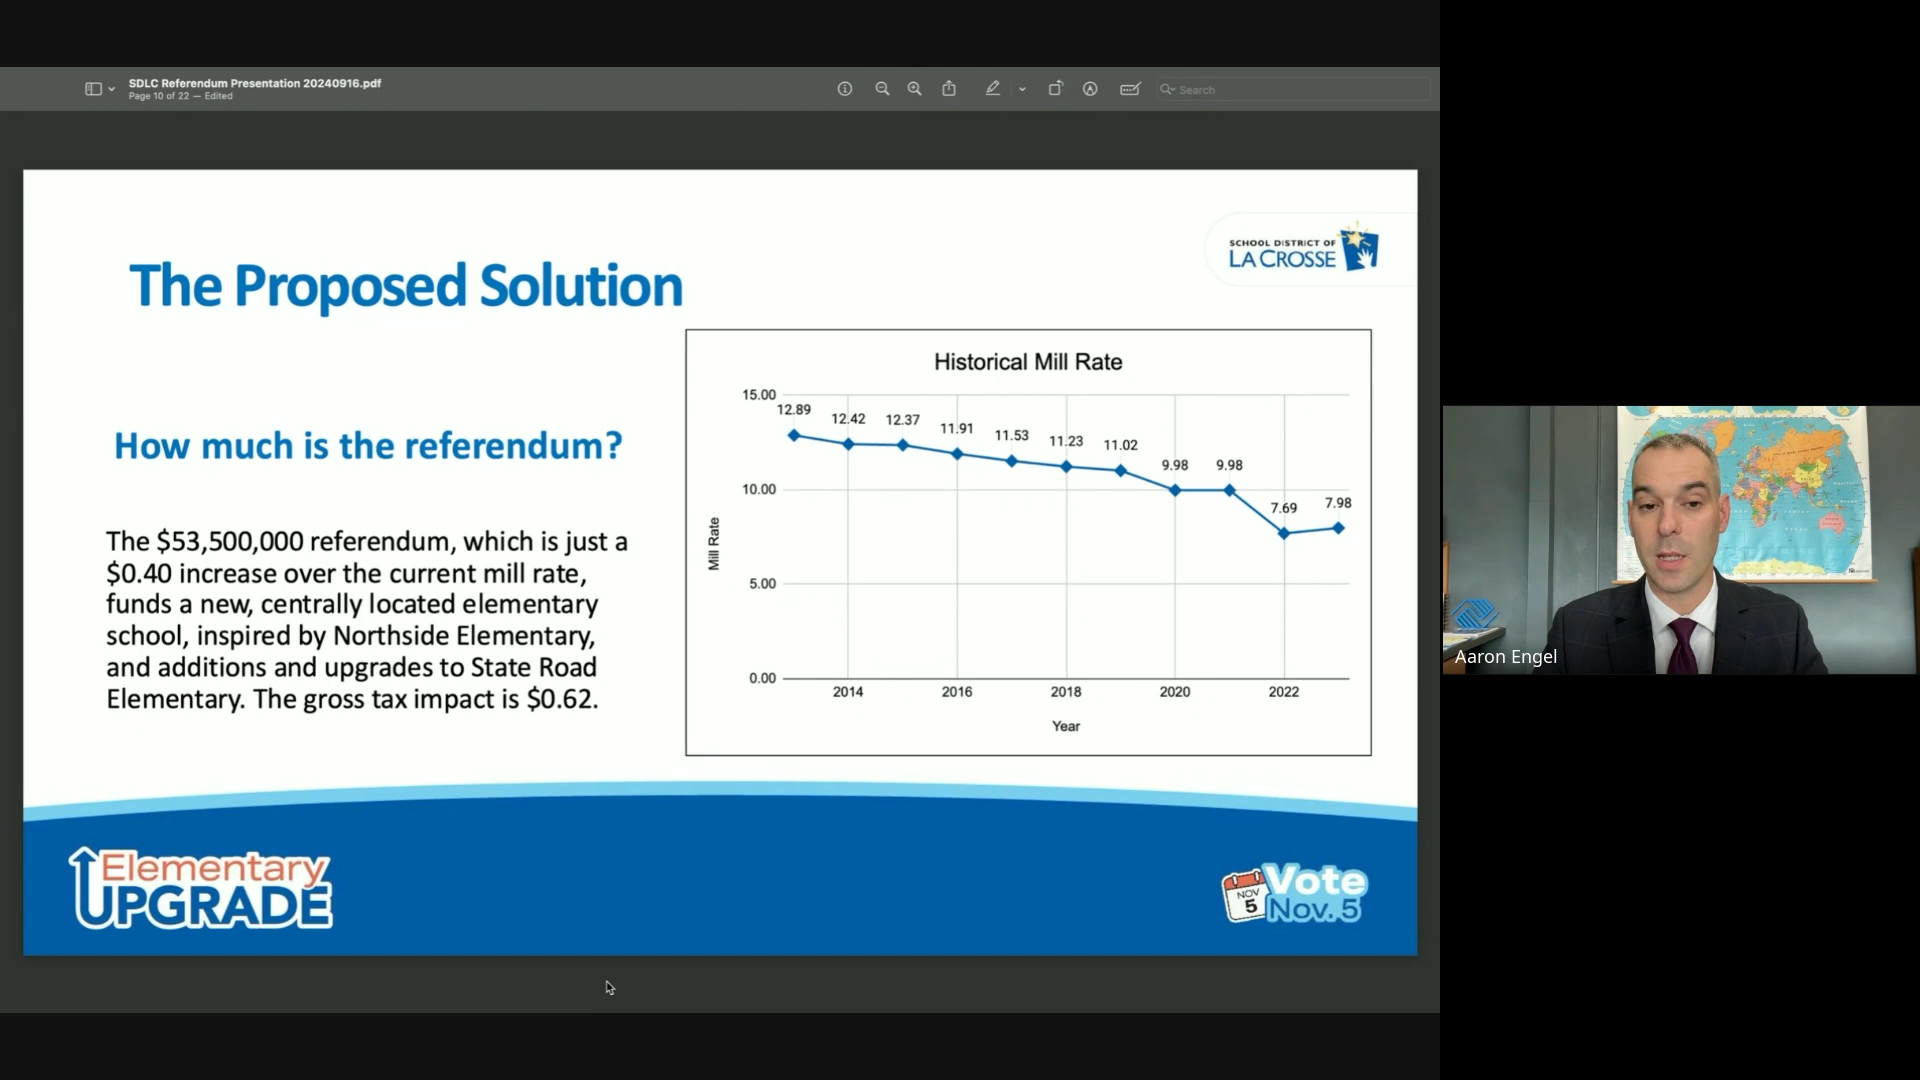 SDLC Referendum Presentation 20240916.pdf
Page 10 of 22 — Edited
Search
SCHOOL DISTRICT OF
LA CROSSE
The Proposed Solution
How much is the referendum?
The $53,500,000 referendum, which is just a
$0.40 increase over the current mill rate,
funds a new, centrally located elementary
school, inspired by Northside Elementary,
and additions and upgrades to State Road
Elementary. The gross tax impact is $0.62.
Historical Mill Rate
15.00
12.89
12.42
12.37
11.91
11.53
11.23
11.02
9.98
9.98
7.69
7.98
10.00
5.00
0.00
Mill Rate
2014
2016
2018
2020
2022
Year
Elementary
UPGRADE
NOV
5
Vote
Nov. 5
Aaron Engel